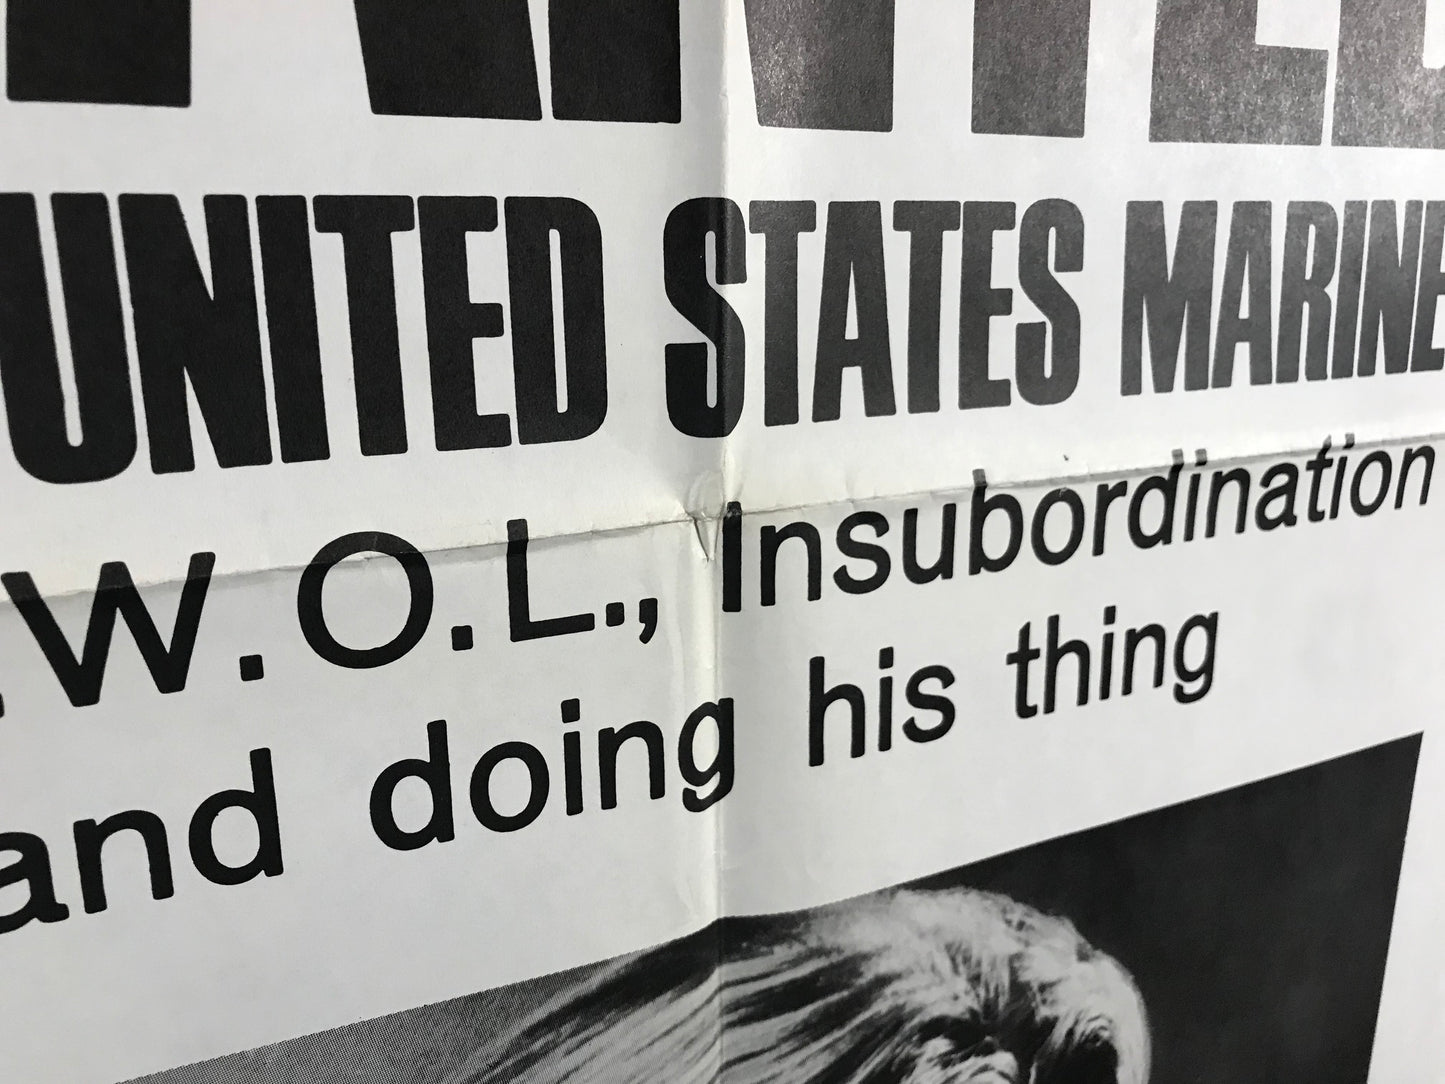 UNITED STATES MARINE
.W.O.L., Insubordination
and doing his thing